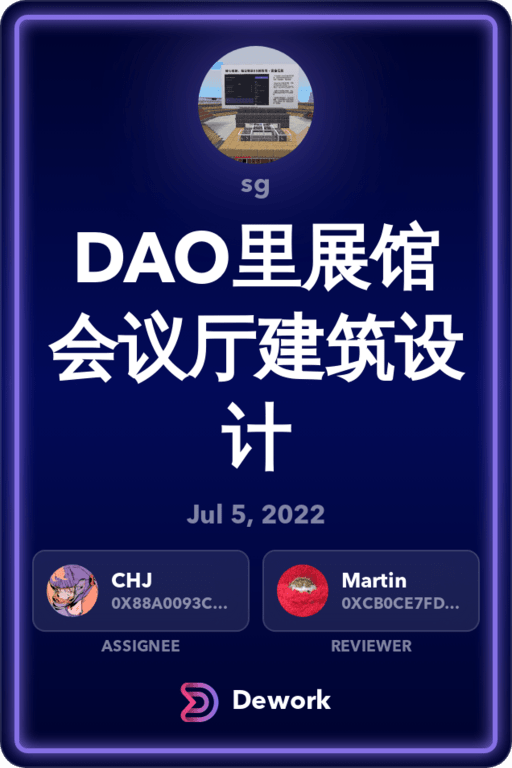 sg
DAO里展馆
会议厅建筑设
计
Jul 5, 2022
CHJ
0X88A0093C...
Martin
0XCB0CE7FD...
ASSIGNEE
REVIEWER
Dework